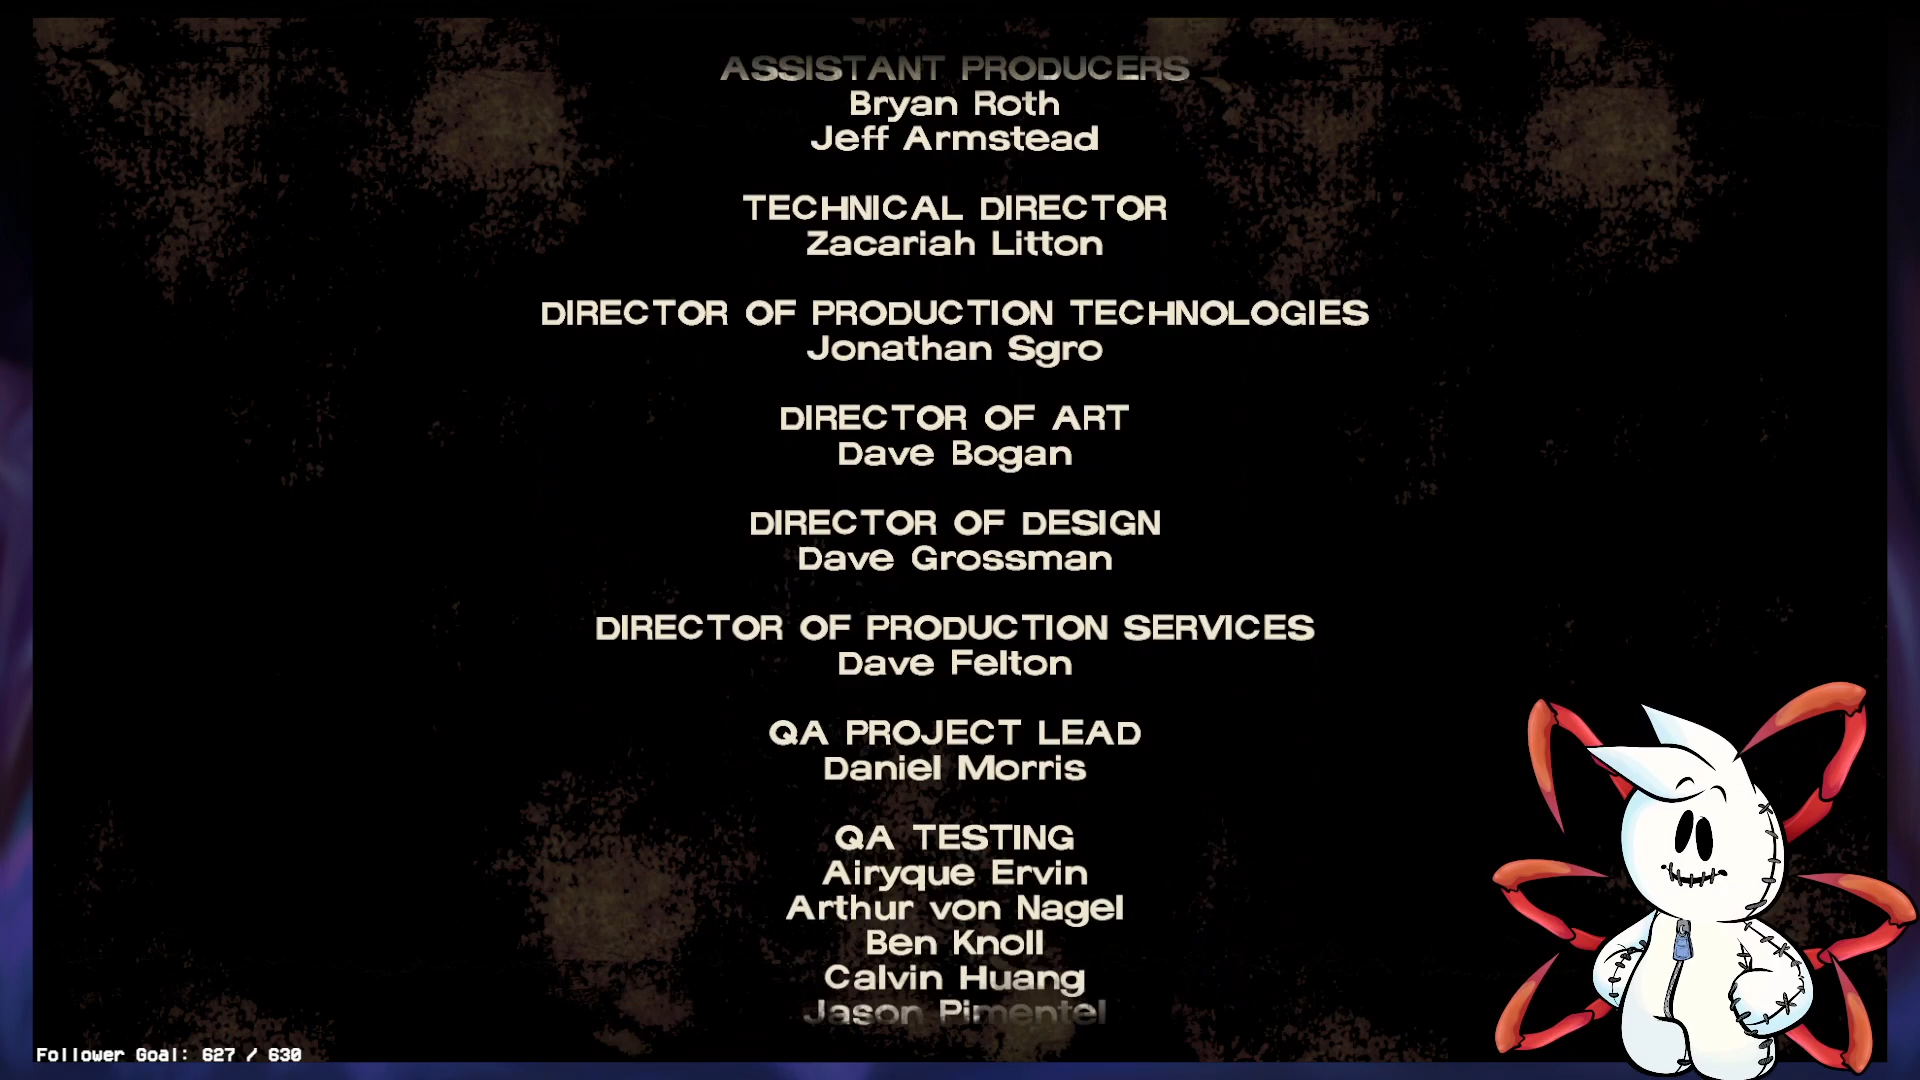 ASSISTANT PRODUCERS
Bryan Roth
Jeff Armstead
TECHNICAL DIRECTOR
Zacariah Litton
DIRECTOR OF PRODUCTION TECHNOLOGIES
Jonathan Sgro
DIRECTOR OF ART
Dave Bogan
DIRECTOR OF DESIGN
Dave Grossman
DIRECTOR OF PRODUCTION SERVICES
Dave Felton
QA PROJECT LEAD
Daniel Morris
QA TESTING
Airyque Ervin
Arthur von Nagel
Ben Knoll
Calvin Huang
Jason Pimentel
Follower Goal: 627 / 630